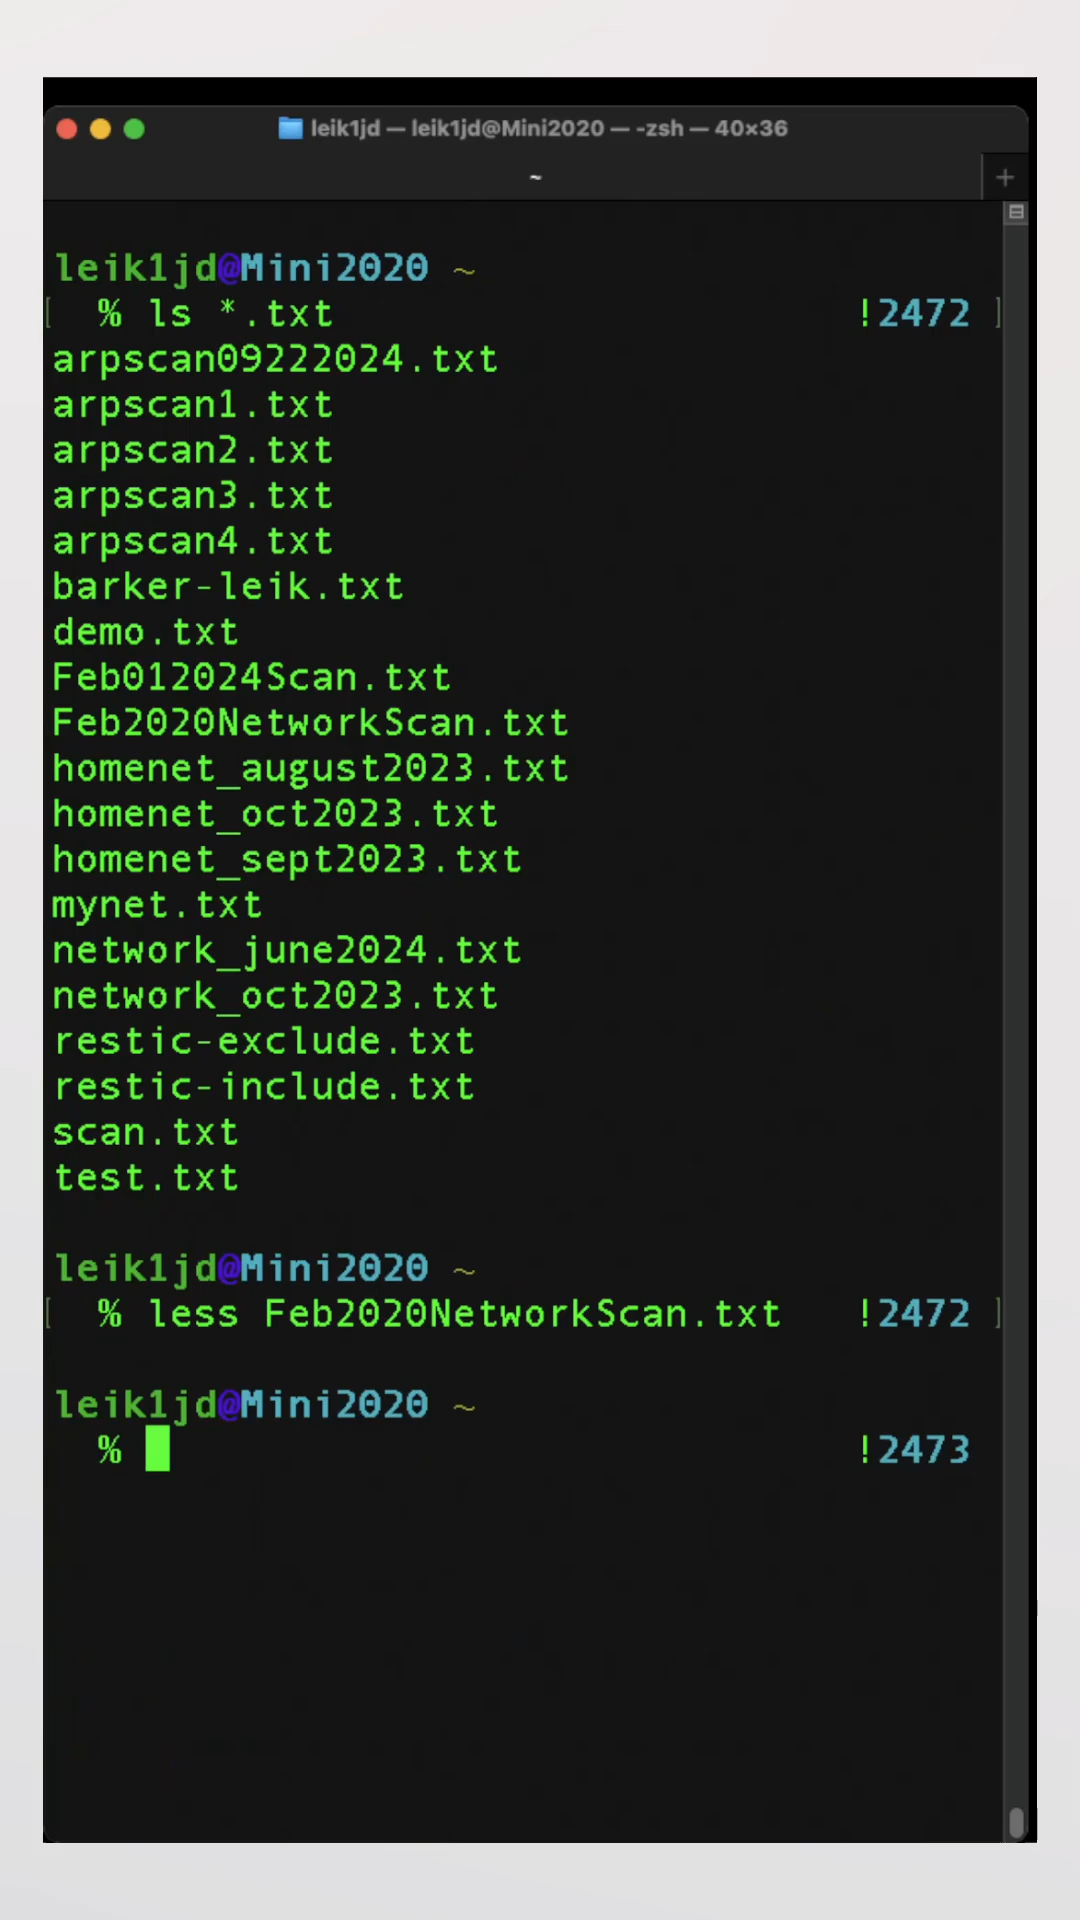 leik1jd — leik1jd@Mini2020 — -zsh — 40×36
~
+
leik1jd@Mini2020 ~
[ % ls *.txt !2472 ]
arpscan09222024.txt
arpscan1.txt
arpscan2.txt
arpscan3.txt
arpscan4.txt
barker-leik.txt
demo.txt
Feb012024Scan.txt
Feb2020NetworkScan.txt
homenet_august2023.txt
homenet_oct2023.txt
homenet_sept2023.txt
mynet.txt
network_june2024.txt
network_oct2023.txt
restic-exclude.txt
restic-include.txt
scan.txt
test.txt
leik1jd@Mini2020 ~
[ % less Feb2020NetworkScan.txt !2472 ]
leik1jd@Mini2020 ~
% !2473